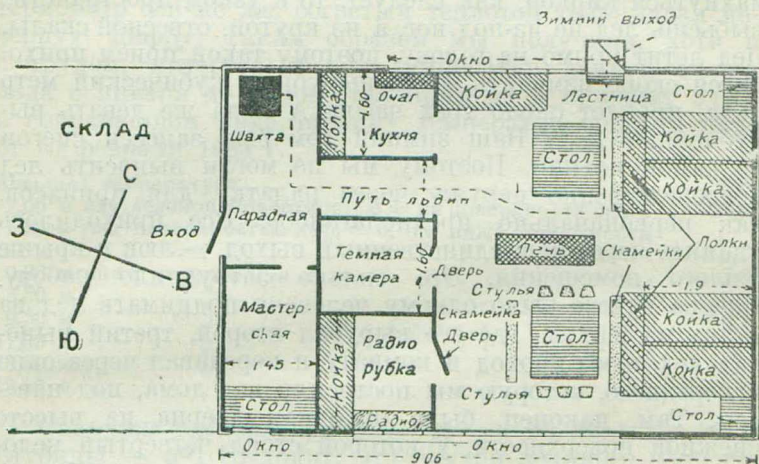 Зимний выход
Окно
Шахта
Полка
1.60
Очаг
Кухня
Койка
Лестница
Стол
Стол
Койка
Койка
СКЛАД
С
З
В
Ю
Вход
Парадная
Путь льдин
Темная
камера
1.60
Дверь
Печь
Скамейки
Полки
1.9
Стулья
Скамейка
Дверь
Стол
Стулья
Койка
Койка
Стол
Мастер
ская
1.45
Стол
Койка
Радио
рубка
Радио
Окно
Окно
906